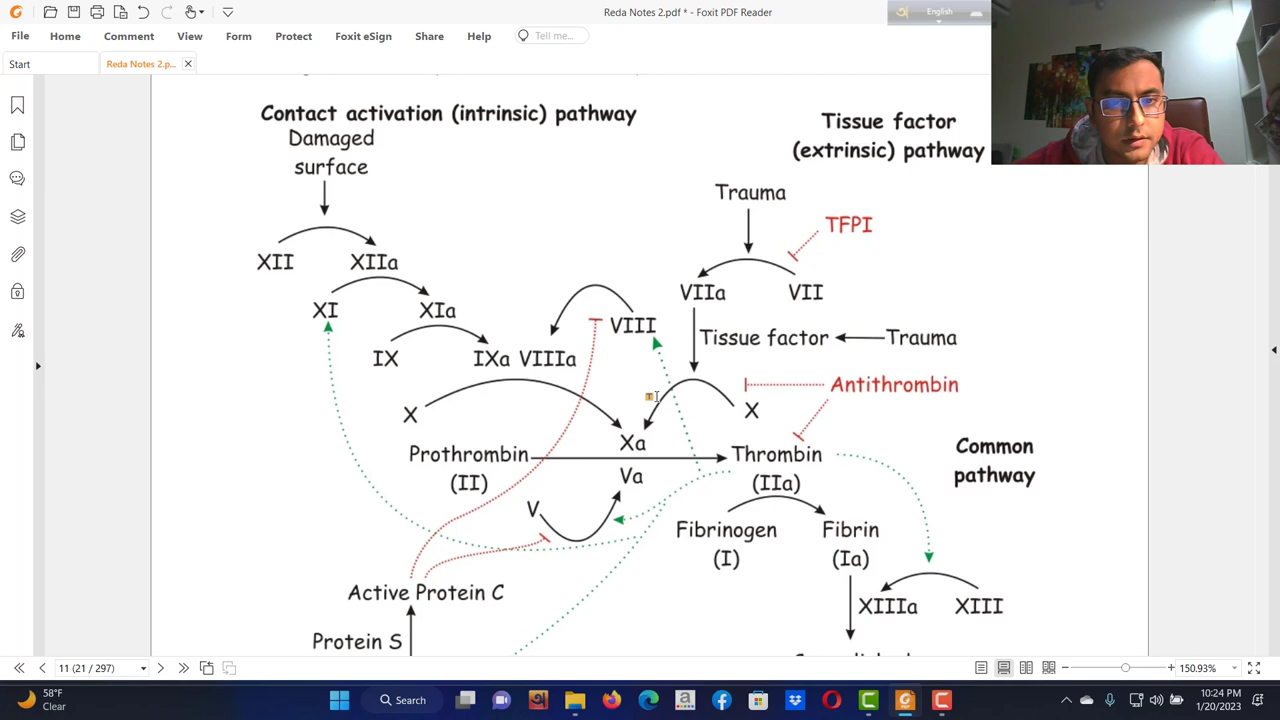 Reda Notes 2.pdf * - Foxit PDF Reader
English
File Home Comment View Form Protect Foxit eSign Share Help Tell me...
Start
Reda Notes 2.p...
Contact activation (intrinsic) pathway
Damaged
surface
Tissue factor
(extrinsic) pathway
Trauma
TFPI
XII XIIa
VIIa VII
XI XIa
VIII
Tissue factor Trauma
IX IXa VIIIa
Antithrombin
X
X
Xa
Prothrombin
(II)
Thrombin
(IIa)
Common
pathway
Va
V
Fibrinogen
(I)
Fibrin
(Ia)
Active Protein C
XIIIa XIII
Protein S
11 (21 / 297)
150.93%
58°F
Clear
Search
10:24 PM
1/20/2023